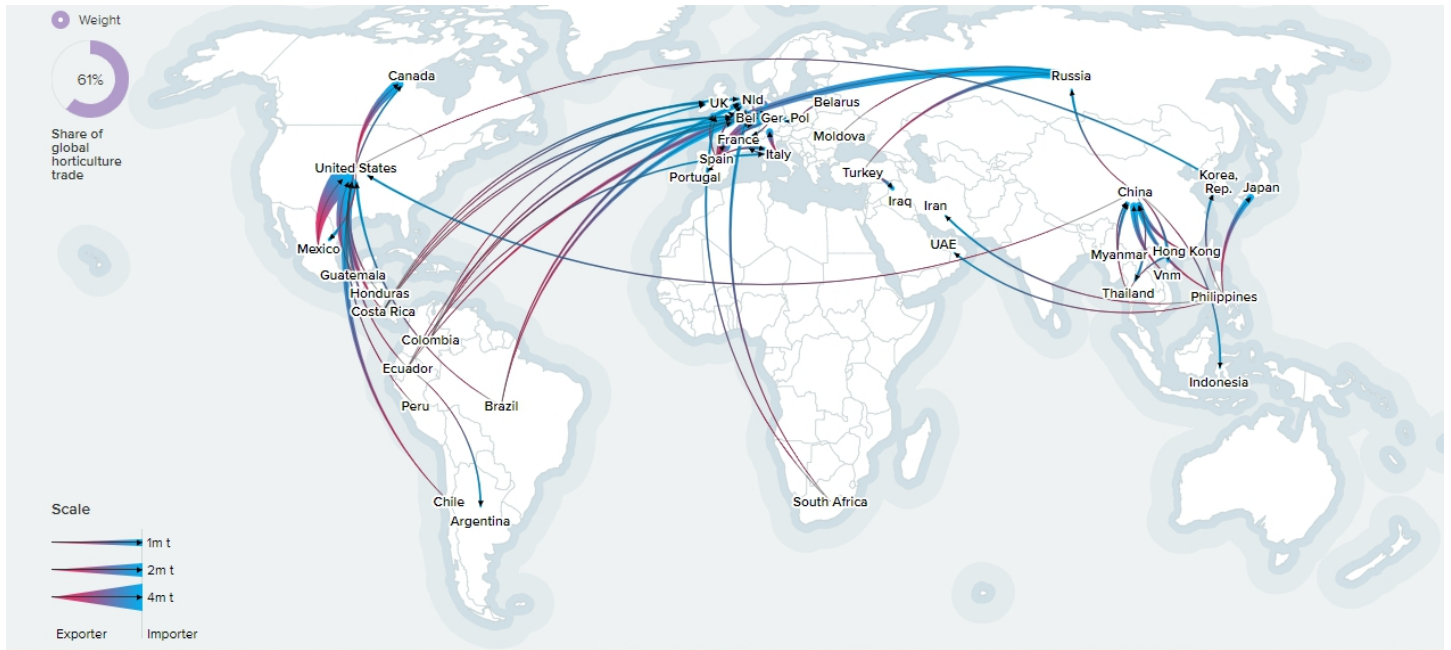 Weight
61%
Share of
global
horticulture
trade
Canada
United States
Mexico
Guatemala
Honduras
Costa Rica
Colombia
Ecuador
Peru
Brazil
Chile
Argentina
UK
Nld
Belarus
Bel
Ger
Pol
Moldova
France
Spain
Italy
Portugal
Turkey
Iraq
Iran
UAE
Russia
China
Korea,
Rep.
Japan
Myanmar
Hong Kong
Vnm
Thailand
Philippines
Indonesia
South Africa
Scale
1m t
2m t
4m t
Exporter
Importer